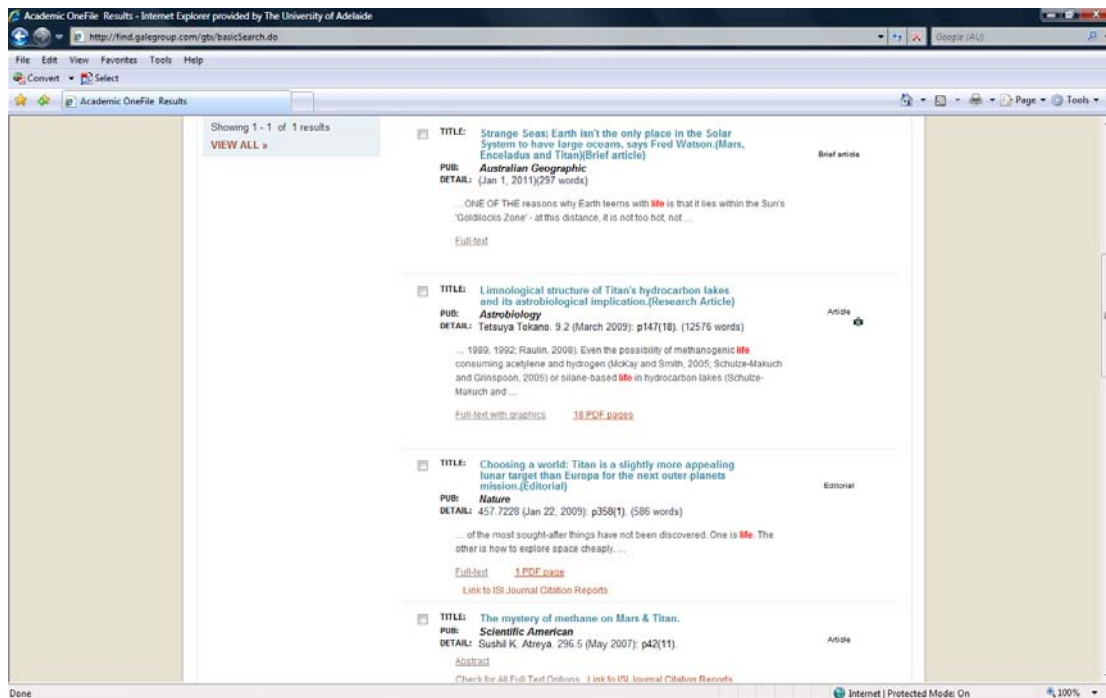 Academic OneFile Results - Internet Explorer provided by The University of Adelaide
http://find.galegroup.com/gtx/basicSearch.do
Google (AU)
File Edit View Favorites Tools Help
Convert Select
Academic OneFile Results
Page Tools
Showing 1 - 1 of 1 results
VIEW ALL »
TITLE: Strange Seas; Earth isn't the only place in the Solar
System to have large oceans, says Fred Watson.(Mars,
Enceladus and Titan)(Brief article)
Brief article
PUB: Australian Geographic
DETAIL: (Jan 1, 2011)(297 words)
...ONE OF THE reasons why Earth teems with life is that it lies within the Sun's
'Goldilocks Zone' - at this distance, it is not too hot, not ...
Full-text
TITLE: Limnological structure of Titan's hydrocarbon lakes
and its astrobiological implication.(Research Article)
PUB: Astrobiology
Article
DETAIL: Tetsuya Tokano. 9.2 (March 2009): p147(18). (12576 words)
... 1989, 1992; Raulin, 2008). Even the possibility of methanogenic life
consuming acetylene and hydrogen (McKay and Smith, 2005; Schulze-Makuch
and Grinspoon, 2005) or silane-based life in hydrocarbon lakes (Schulze-
Makuch and ...
Full-text with graphics 18 PDF pages
TITLE: Choosing a world: Titan is a slightly more appealing
lunar target than Europa for the next outer-planets
mission.(Editorial)
Editorial
PUB: Nature
DETAIL: 457.7228 (Jan 22, 2009): p358(1). (586 words)
... of the most sought-after things have not been discovered. One is life. The
other is how to explore space cheaply. ...
Full-text 1 PDF page
Link to ISI Journal Citation Reports
TITLE: The mystery of methane on Mars & Titan.
PUB: Scientific American
DETAIL: Sushil K. Atreya. 296.5 (May 2007): p42(11).
Article
Abstract
Check for All Full Text Options Link to ISI Journal Citation Reports
Done
Internet | Protected Mode: On
100%